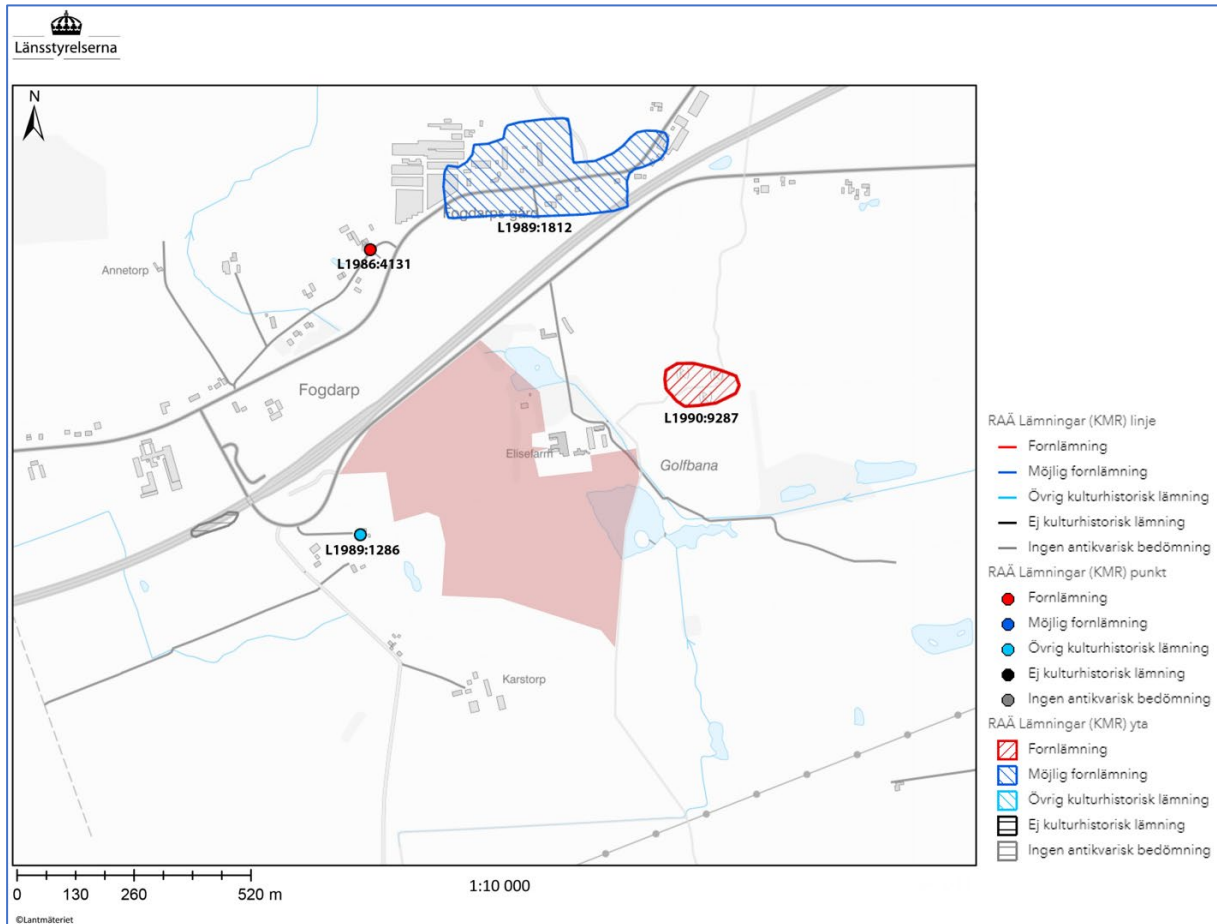 Länsstyrelserna
N
Fogdarps gård
L1989:1812
Annetorp
L1986:4131
Fogdarp
L1990:9287
Elisefarm
Golfbana
L1989:1286
Karstorp
RAÄ Lämningar (KMR) linje
Fornlämning
Möjlig fornlämning
Övrig kulturhistorisk lämning
Ej kulturhistorisk lämning
Ingen antikvarisk bedömning
RAÄ Lämningar (KMR) punkt
Fornlämning
Möjlig fornlämning
Övrig kulturhistorisk lämning
Ej kulturhistorisk lämning
Ingen antikvarisk bedömning
RAÄ Lämningar (KMR) yta
Fornlämning
Möjlig fornlämning
Övrig kulturhistorisk lämning
Ej kulturhistorisk lämning
Ingen antikvarisk bedömning
0 130 260 520 m
1:10 000
©Lantmäteriet